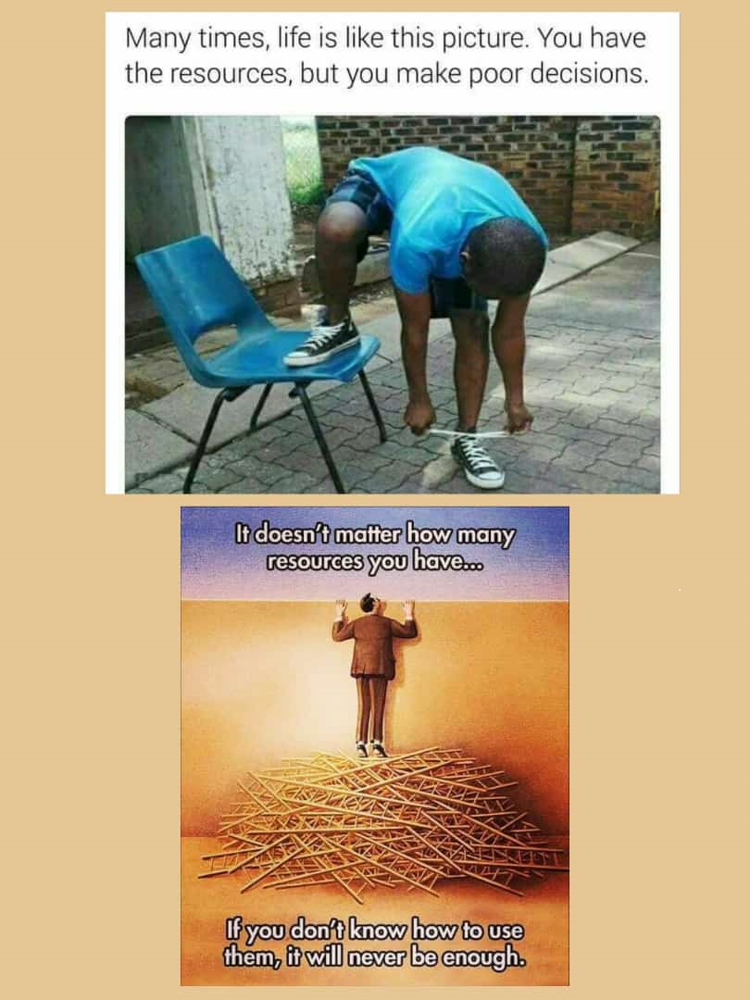 Many times, life is like this picture. You have
the resources, but you make poor decisions.
It doesn't matter how many
resources you have...
If you don't know how to use
them, it will never be enough.